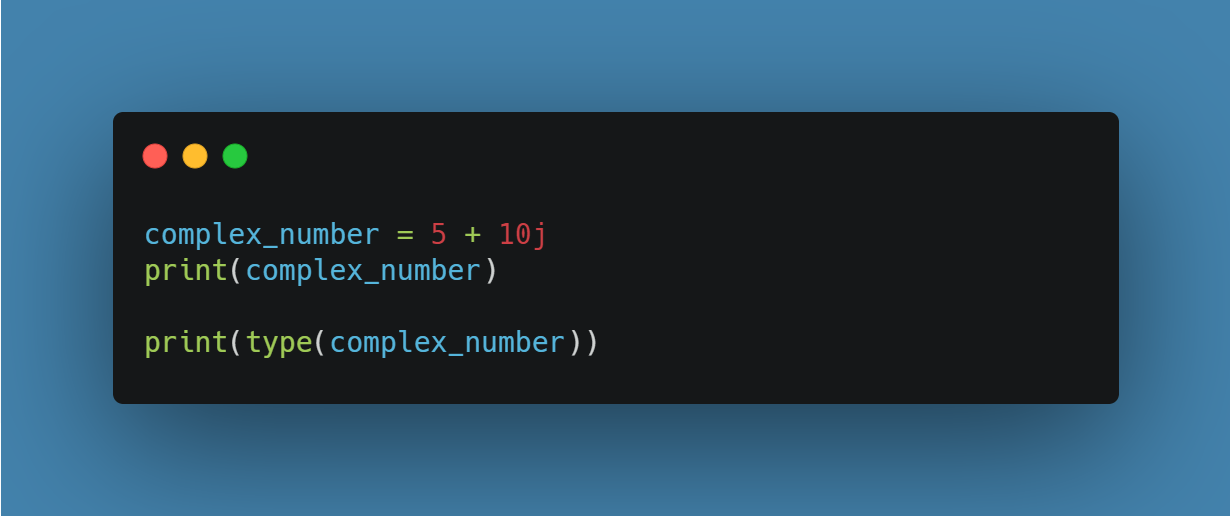 complex_number = 5 + 10j
print(complex_number)
print(type(complex_number))